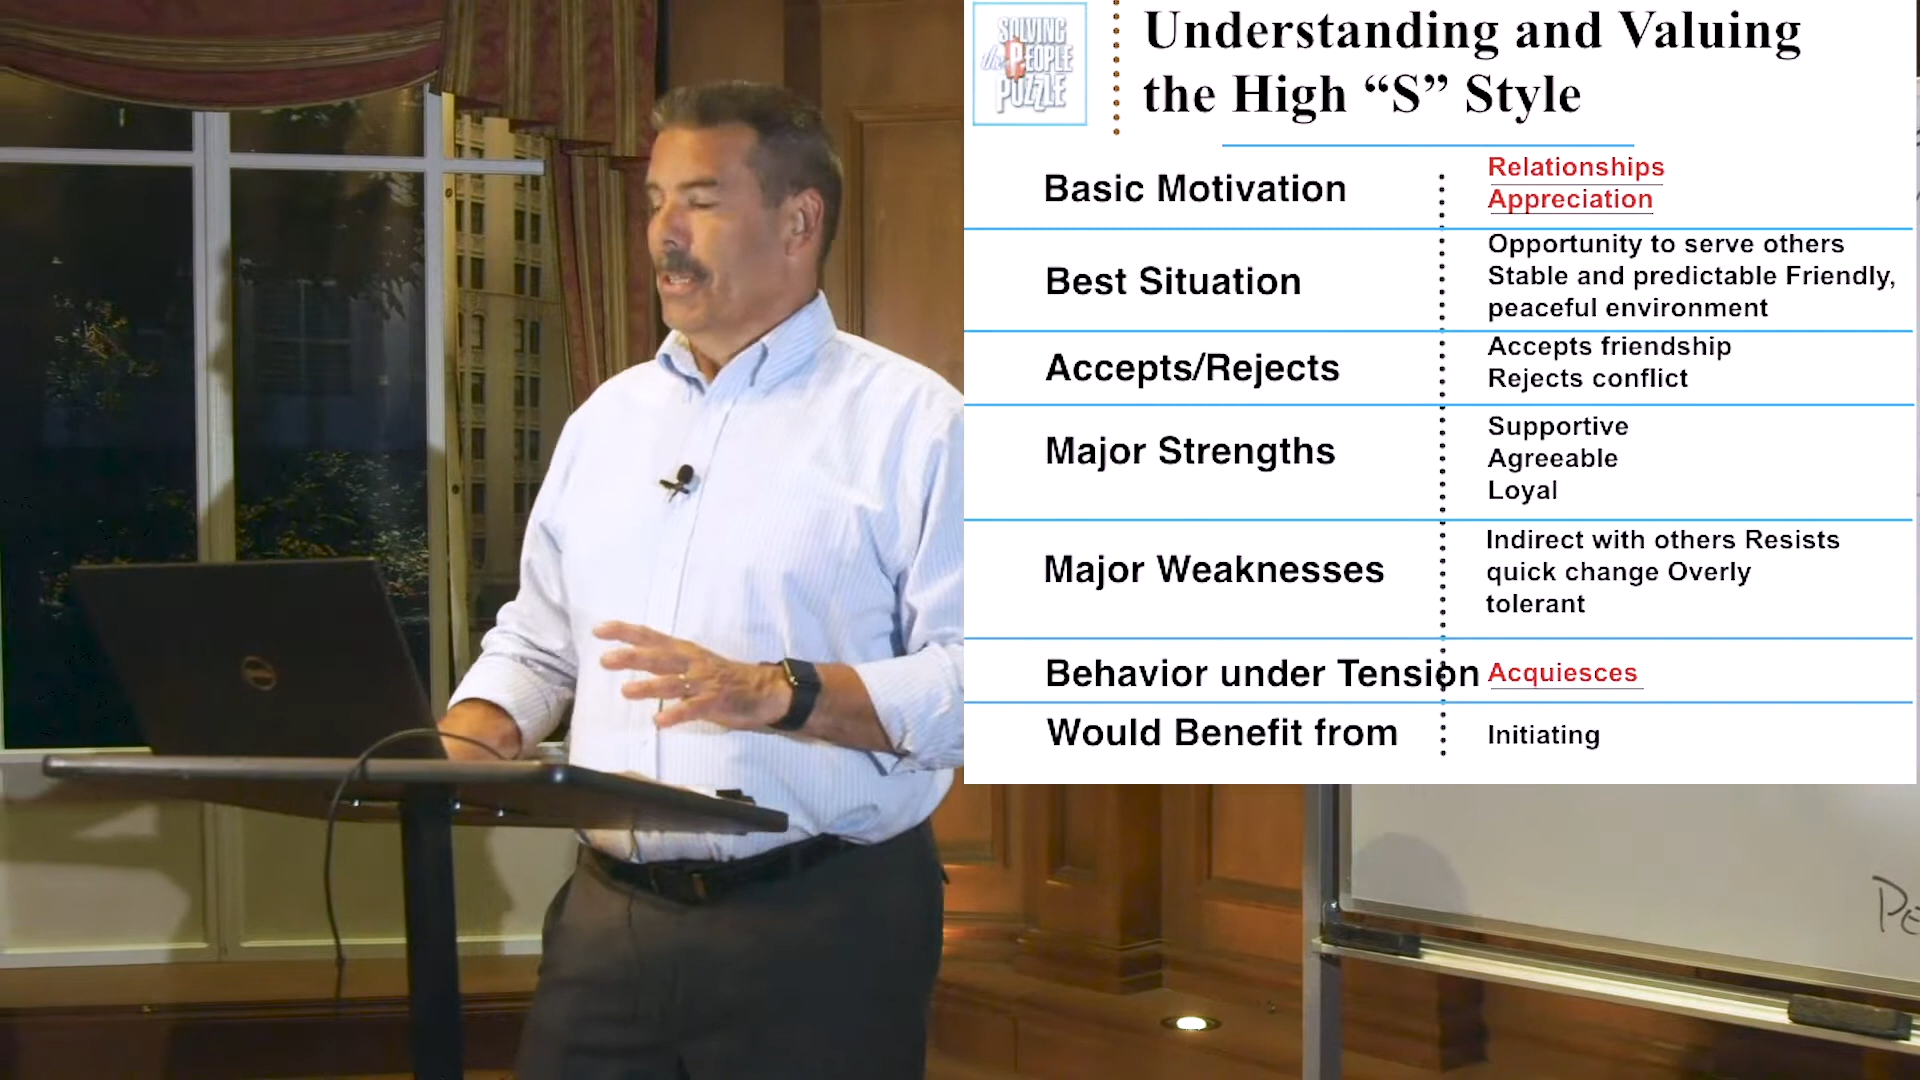 SOLVING
the PEOPLE
PUZZLE
Understanding and Valuing
the High “S” Style
Basic Motivation
Relationships
Appreciation
Best Situation
Opportunity to serve others
Stable and predictable Friendly,
peaceful environment
Accepts/Rejects
Accepts friendship
Rejects conflict
Major Strengths
Supportive
Agreeable
Loyal
Major Weaknesses
Indirect with others Resists
quick change Overly
tolerant
Behavior under Tension
Acquiesces
Would Benefit from
Initiating
Pe